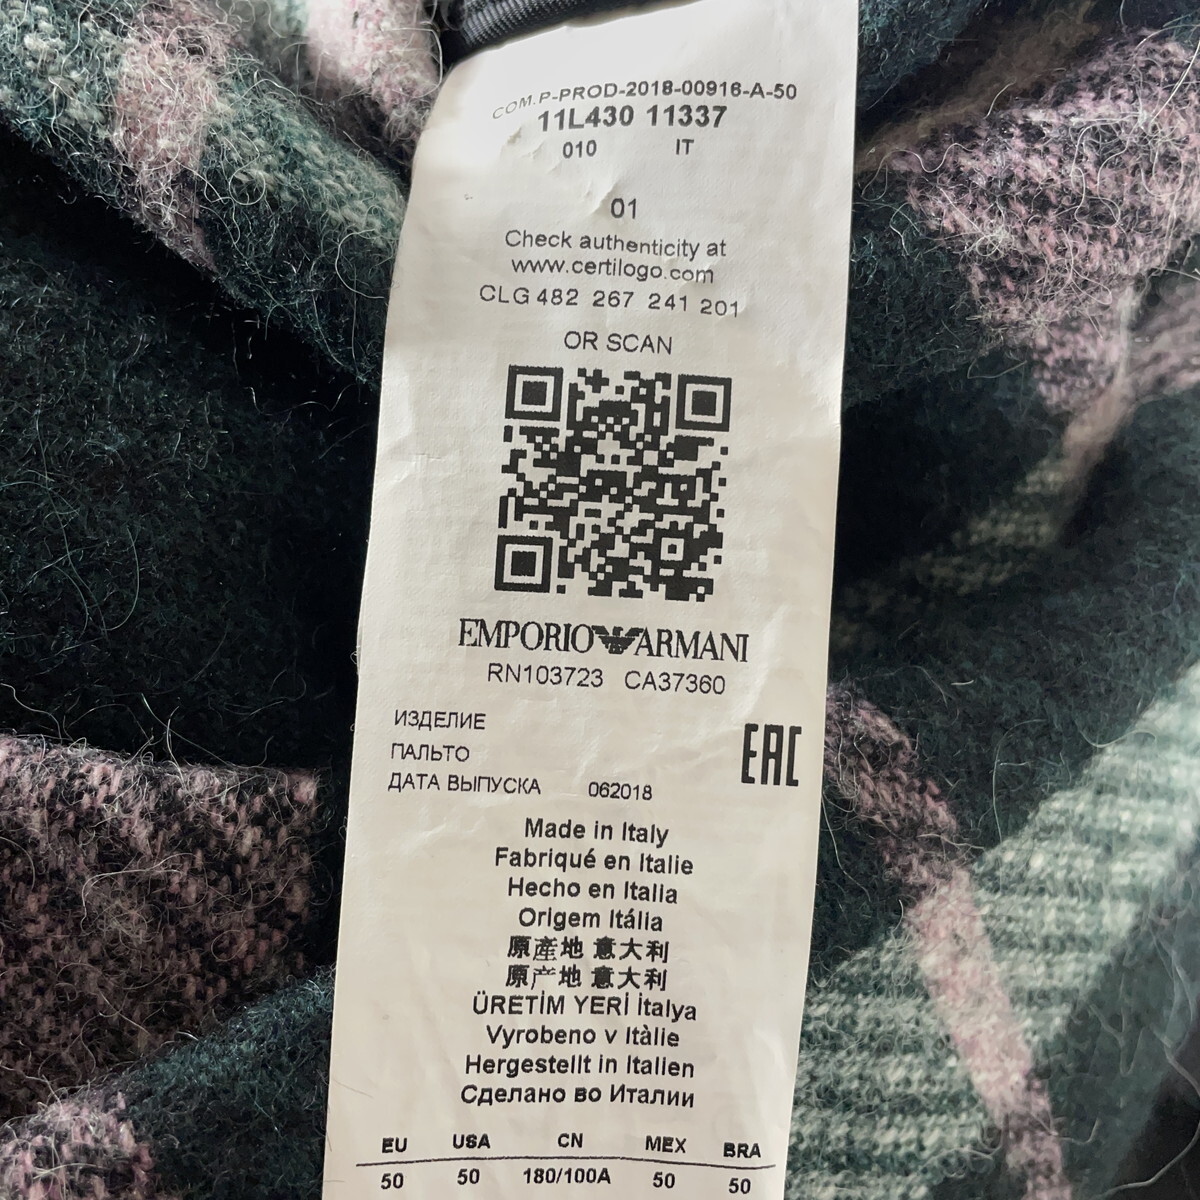 COM.P-PROD-2018-00916-A-50
11L430 11337
010 IT
01
Check authenticity at
www.certilogo.com
CLG 482 267 241 201
OR SCAN
EMPORIO ARMANI
RN103723 CA37360
ИЗДЕЛИЕ
ПАЛЬТО
ДАТА ВЫПУСКА 062018
EAC
Made in Italy
Fabriqué en Italie
Hecho en Italia
Origem Itália
原產地 意大利
原产地 意大利
ÜRETİM YERİ İtalya
Vyrobeno v Itàlie
Hergestellt in Italien
Сделано во Италии
EU USA CN MEX BRA
50 50 180/100A 50 50